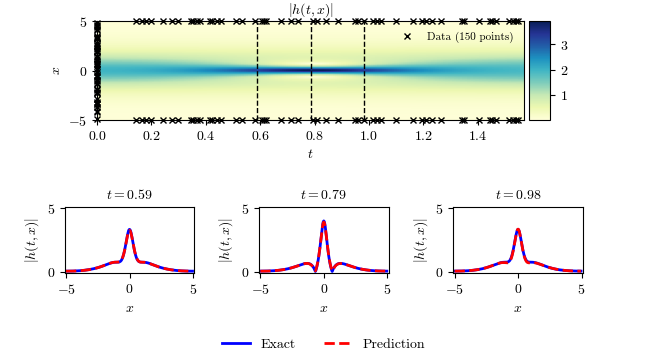 |h(t, x)|
5
0
−5
x
Data (150 points)
3
2
1
0.0 0.2 0.4 0.6 0.8 1.0 1.2 1.4
t
t = 0.59 t = 0.79 t = 0.98
|h(t, x)| 5 0 |h(t, x)| 5 0 |h(t, x)| 5 0
−5 0 5 −5 0 5 −5 0 5
x x x
Exact Prediction